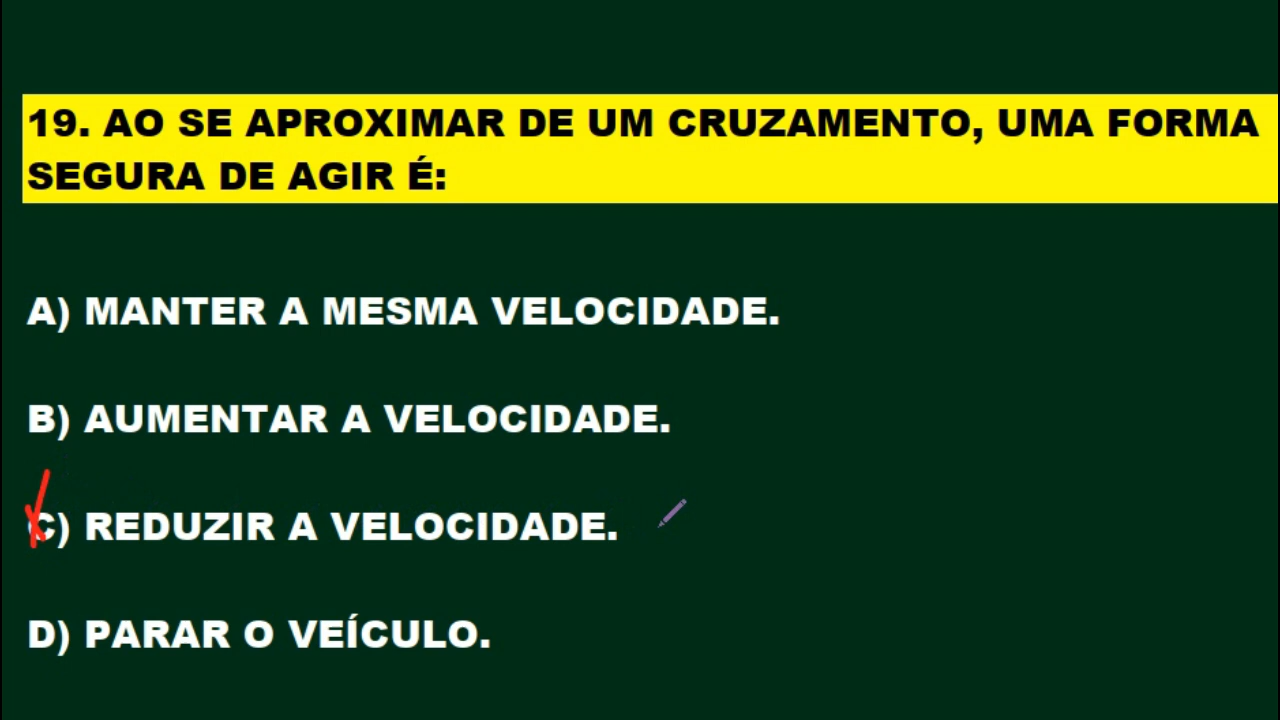 19. AO SE APROXIMAR DE UM CRUZAMENTO, UMA FORMA
SEGURA DE AGIR É:
A) MANTER A MESMA VELOCIDADE.
B) AUMENTAR A VELOCIDADE.
C) REDUZIR A VELOCIDADE.
D) PARAR O VEÍCULO.